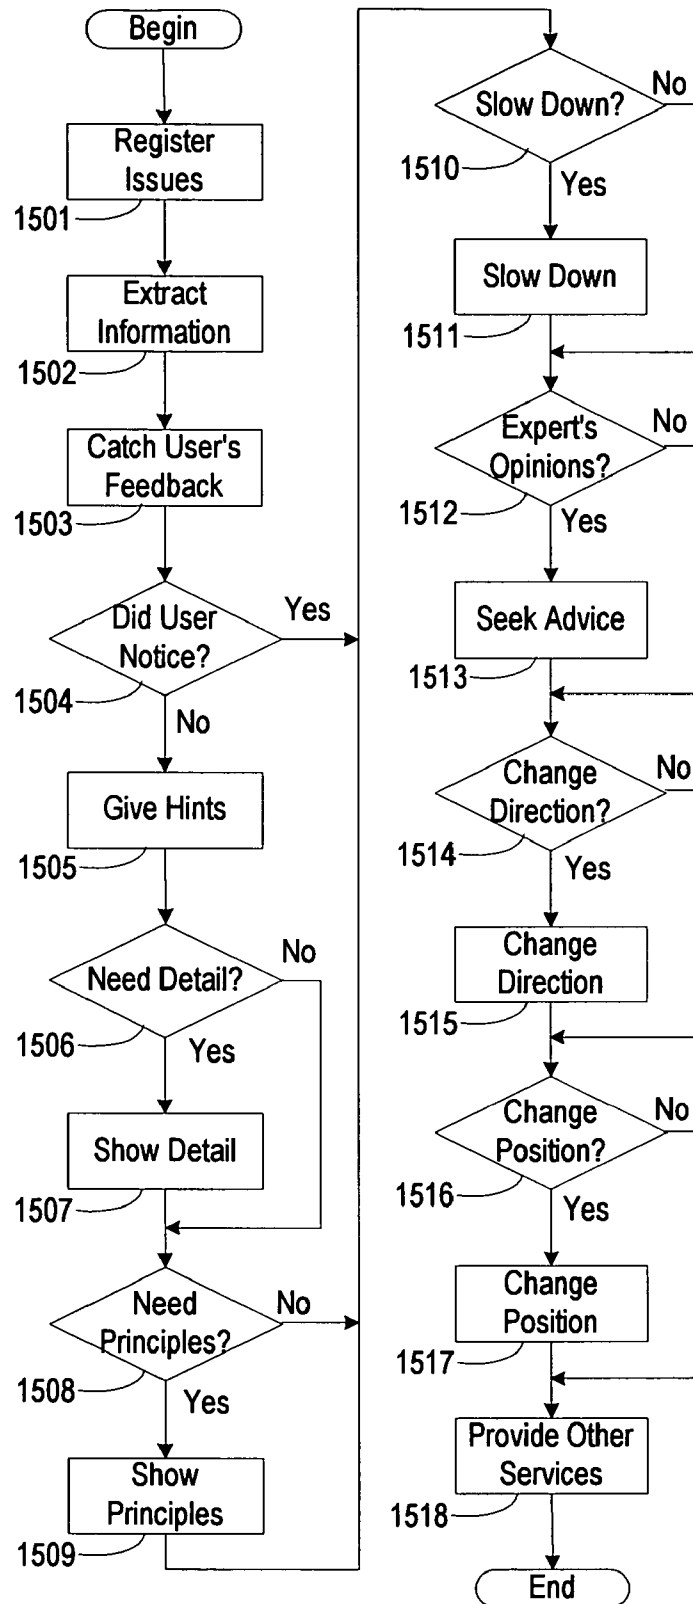 Begin
Register
Issues
1501
Extract
Information
1502
Catch User's
Feedback
1503
Did User
Notice?
Yes
1504
No
Give Hints
1505
Need Detail?
No
1506
Yes
Show Detail
1507
Need
Principles?
No
1508
Yes
Show
Principles
1509
Slow Down?
No
1510
Yes
Slow Down
1511
Expert's
Opinions?
No
1512
Yes
Seek Advice
1513
Change
Direction?
No
1514
Yes
Change
Direction
1515
Change
Position?
No
1516
Yes
Change
Position
1517
Provide Other
Services
1518
End